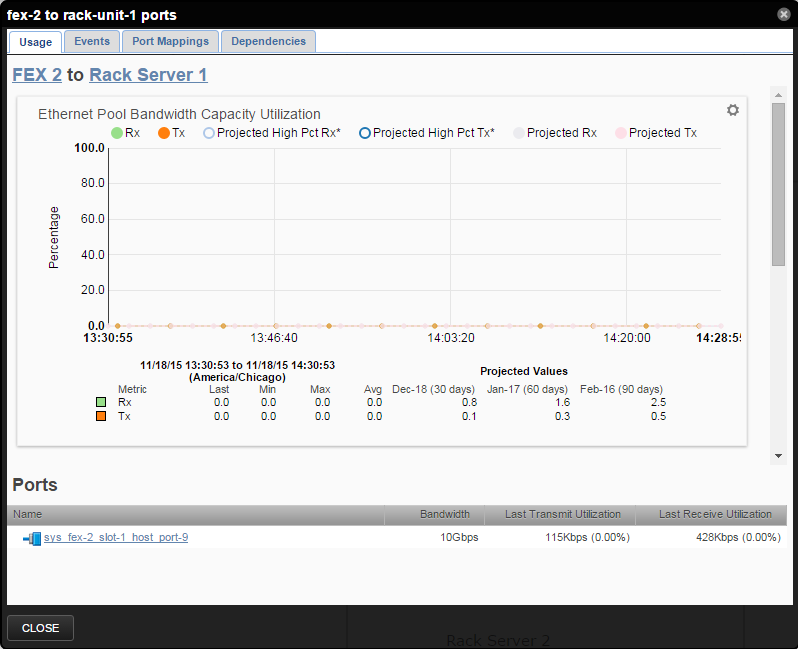 fex-2 to rack-unit-1 ports
Usage Events Port Mappings Dependencies
FEX 2 to Rack Server 1
Ethernet Pool Bandwidth Capacity Utilization
Rx Tx Projected High Pct Rx* Projected High Pct Tx* Projected Rx Projected Tx
100.0
80.0
60.0
40.0
20.0
0.0
Percentage
13:30:55 13:46:40 14:03:20 14:20:00 14:28:5
11/18/15 13:30:53 to 11/18/15 14:30:53
(America/Chicago)
Projected Values
Metric Last Min Max Avg Dec-18 (30 days) Jan-17 (60 days) Feb-16 (90 days)
Rx 0.0 0.0 0.0 0.0 0.8 1.6 2.5
Tx 0.0 0.0 0.0 0.0 0.1 0.3 0.5
Ports
Name Bandwidth Last Transmit Utilization Last Receive Utilization
sys_fex-2_slot-1_host_port-9 10Gbps 115Kbps (0.00%) 428Kbps (0.00%)
CLOSE
Rack Server 2